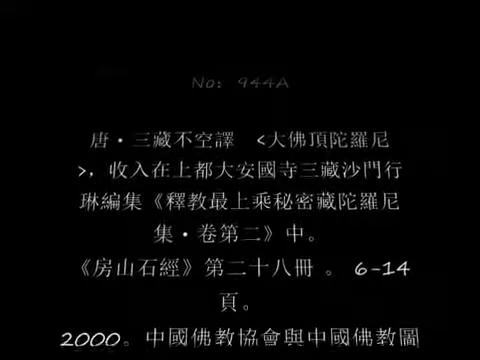 No: 944A
唐·三藏不空譯 <大佛頂陀羅尼
>，收入在上都大安國寺三藏沙門行
琳編集《釋教最上乘秘密藏陀羅尼
集·卷第二》中。
《房山石經》第二十八冊 。 6-14
頁。
2000。中國佛教協會與中國佛教圖